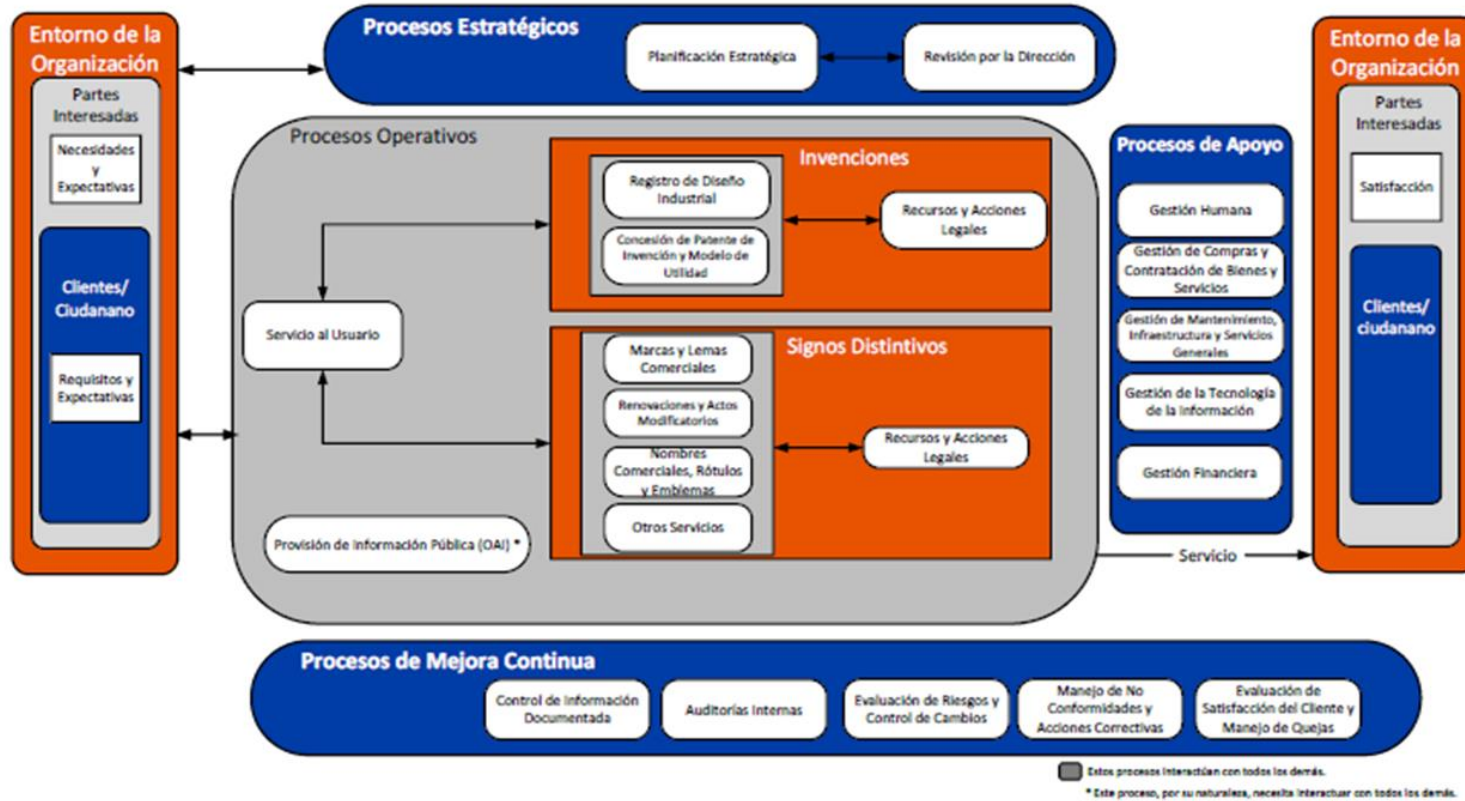 Entorno de la
Organización
Partes
Interesadas
Necesidades
y
Expectativas
Clientes/
Ciudanano
Requisitos y
Expectativas
Procesos Estratégicos
Planificación Estratégica
Revisión por la Dirección
Procesos Operativos
Servicio al Usuario
Provisión de Información Pública (OAI) *
Invenciones
Registro de Diseño
Industrial
Concesión de Patente de
Invención y Modelo de
Utilidad
Recursos y Acciones
Legales
Signos Distintivos
Marcas y Lemas
Comerciales
Renovaciones y Actos
Modificatorios
Nombres
Comerciales, Rótulos
y Emblemas
Otros Servicios
Recursos y Acciones
Legales
Procesos de Apoyo
Gestión Humana
Gestión de Compras y
Contratación de Bienes y
Servicios
Gestión de Mantenimiento,
Infraestructura y Servicios
Generales
Gestión de la Tecnología
de la Información
Gestión Financiera
Servicio
Entorno de la
Organización
Partes
Interesadas
Satisfacción
Clientes/
ciudanano
Procesos de Mejora Continua
Control de Información
Documentada
Auditorías Internas
Evaluación de Riesgos y
Control de Cambios
Manejo de No
Conformidades y
Acciones Correctivas
Evaluación de
Satisfacción del Cliente y
Manejo de Quejas
Estos procesos interactúan con todos los demás.
* Este proceso, por su naturaleza, necesita interactuar con todos los demás.